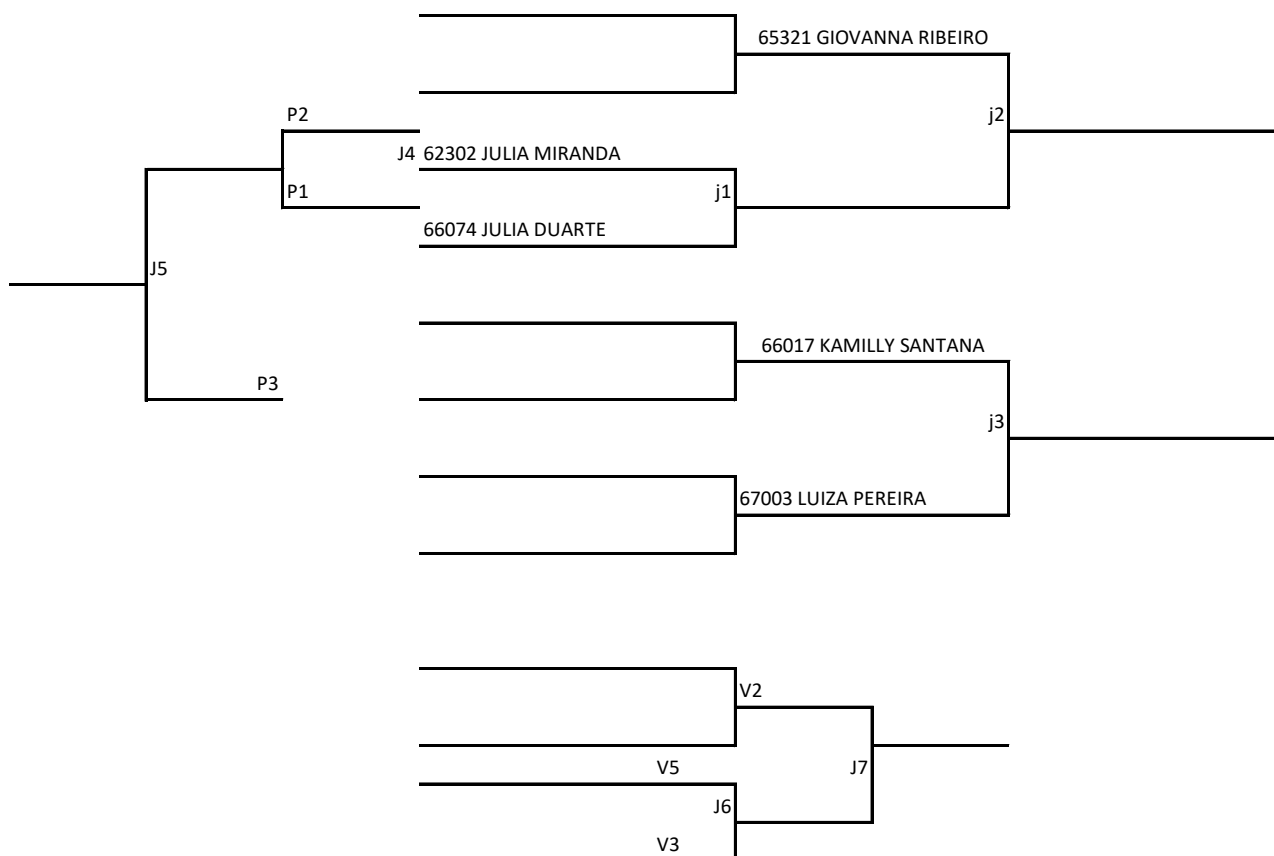 65321 GIOVANNA RIBEIRO
P2
j2
J4 62302 JULIA MIRANDA
P1
j1
66074 JULIA DUARTE
J5
66017 KAMILLY SANTANA
P3
j3
67003 LUIZA PEREIRA
V2
V5
J7
J6
V3